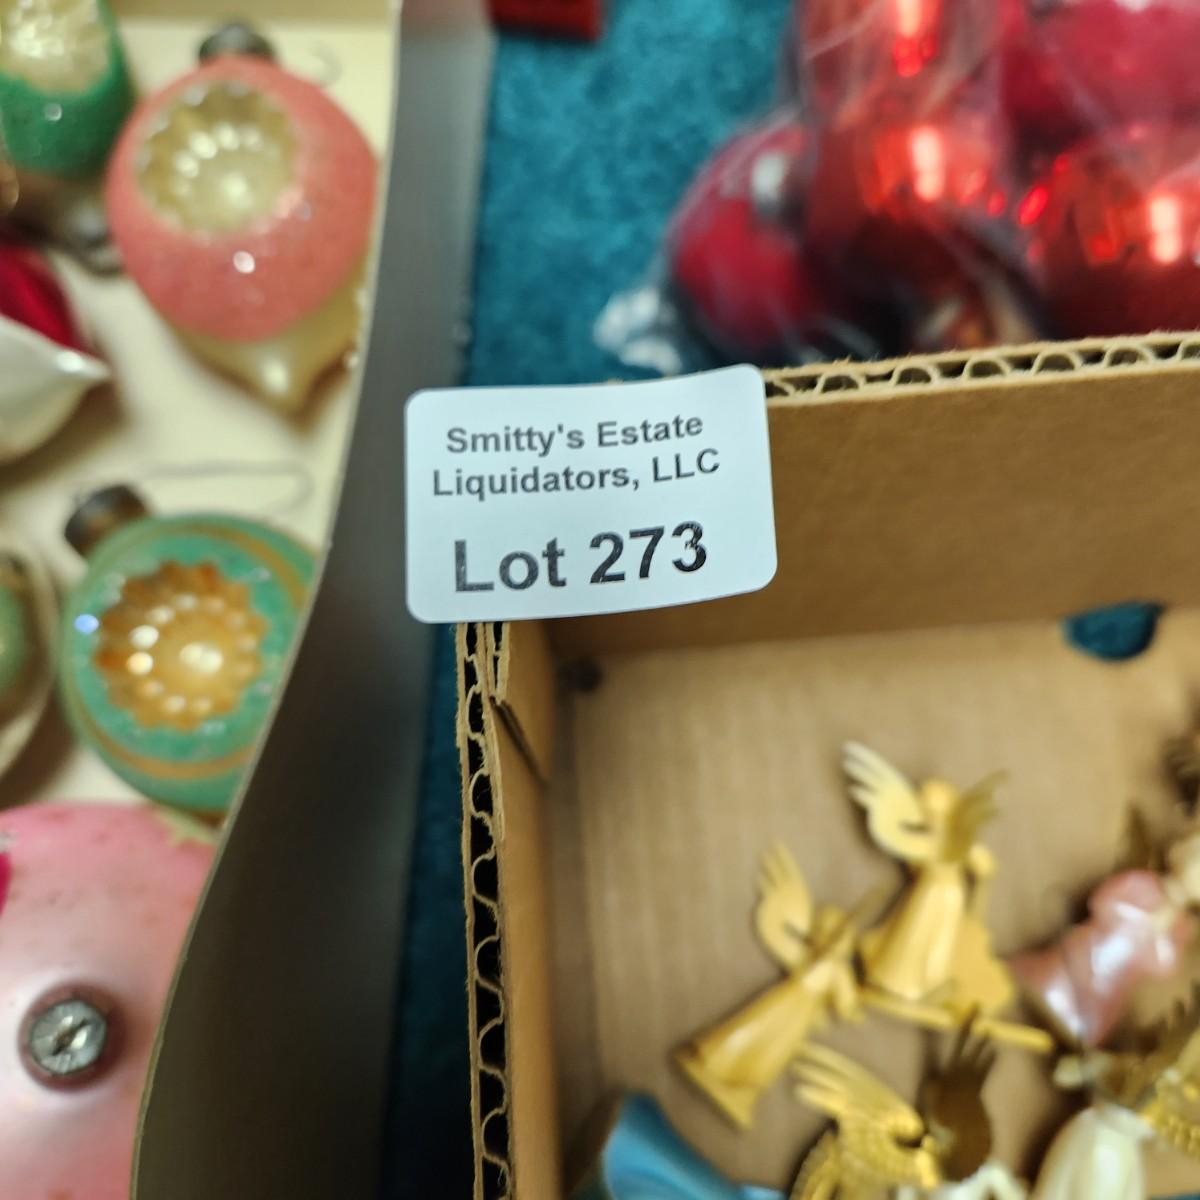 Smitty's Estate
Liquidators, LLC
Lot 273